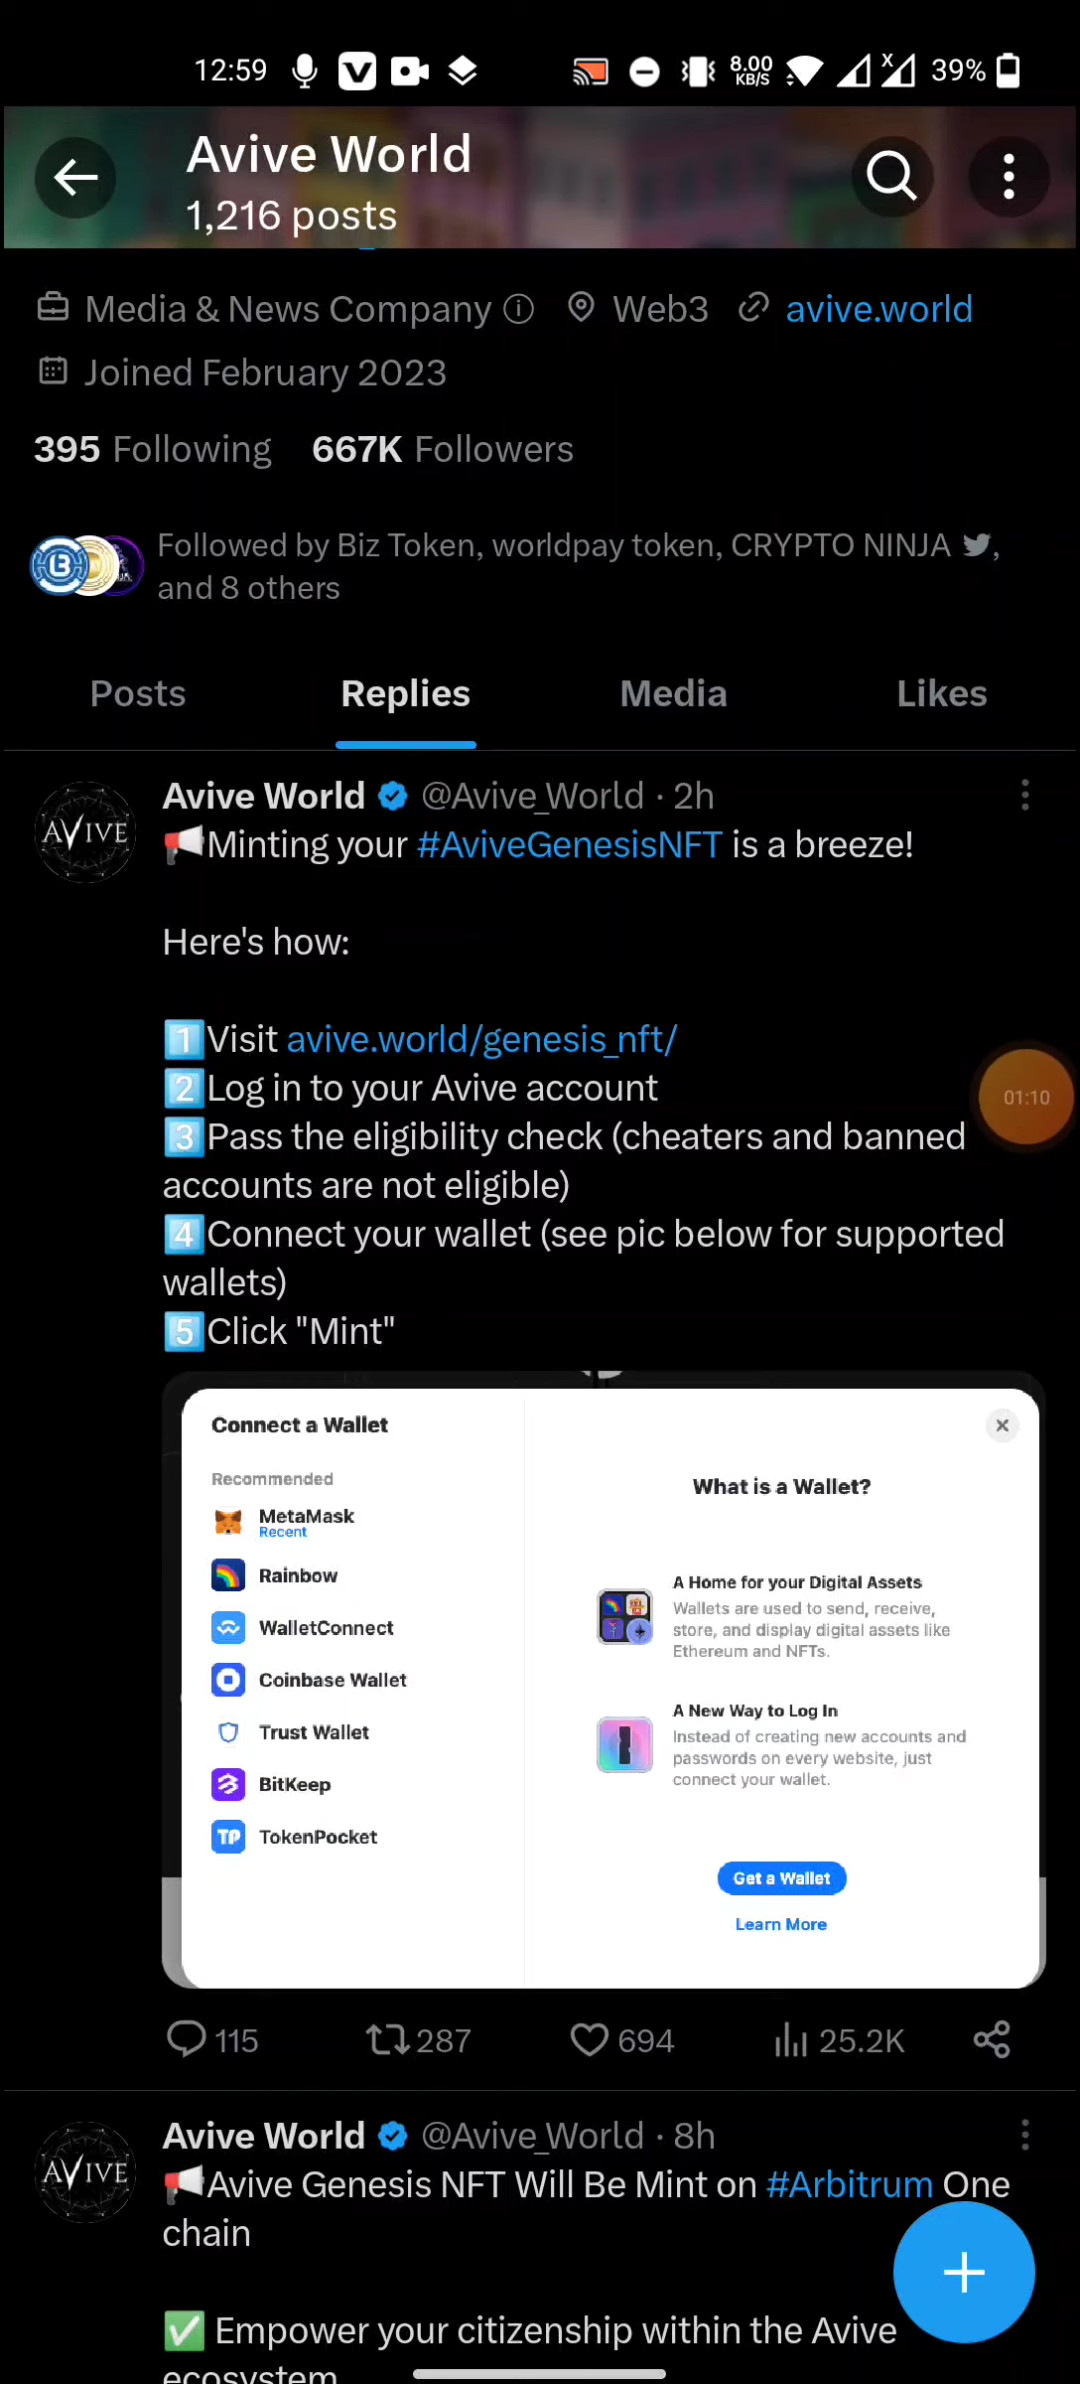 12:59
8.00
KB/S
39%
Avive World
1,216 posts
Media & News Company
Web3
avive.world
Joined February 2023
395 Following 667K Followers
Followed by Biz Token, worldpay token, CRYPTO NINJA
and 8 others
Posts Replies Media Likes
Avive World @Avive_World · 2h
AVIVE
📢Minting your #AviveGenesisNFT is a breeze!
Here's how:
1️⃣Visit avive.world/genesis_nft/
2️⃣Log in to your Avive account
01:10
3️⃣Pass the eligibility check (cheaters and banned
accounts are not eligible)
4️⃣Connect your wallet (see pic below for supported
wallets)
5️⃣Click "Mint"
Connect a Wallet
Recommended
MetaMask
Recent
Rainbow
WalletConnect
Coinbase Wallet
Trust Wallet
BitKeep
TP TokenPocket
What is a Wallet?
A Home for your Digital Assets
Wallets are used to send, receive,
store, and display digital assets like
Ethereum and NFTs.
A New Way to Log In
Instead of creating new accounts and
passwords on every website, just
connect your wallet.
Get a Wallet
Learn More
115 287 694 25.2K
Avive World @Avive_World · 8h
AVIVE
📢Avive Genesis NFT Will Be Mint on #Arbitrum One
chain
✅ Empower your citizenship within the Avive
ecosystem